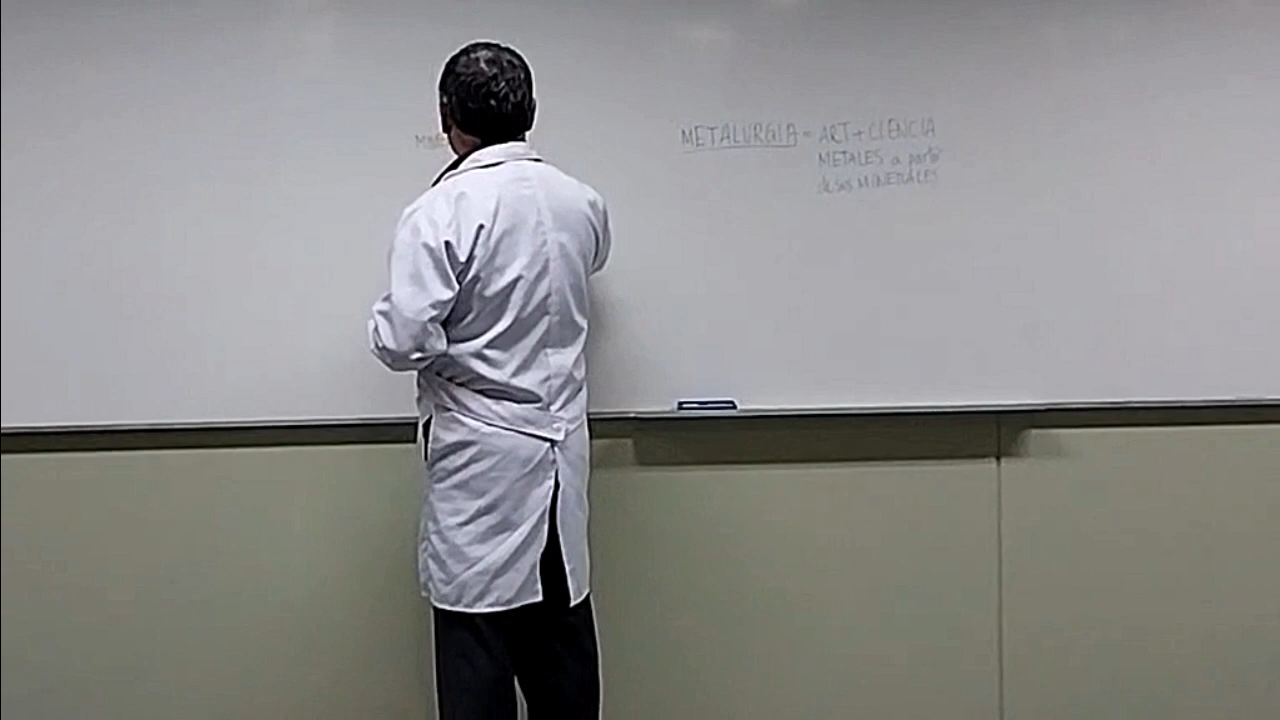 METALURGIA = ART + CIENCIA
METALES a partir
de sus MINERALES